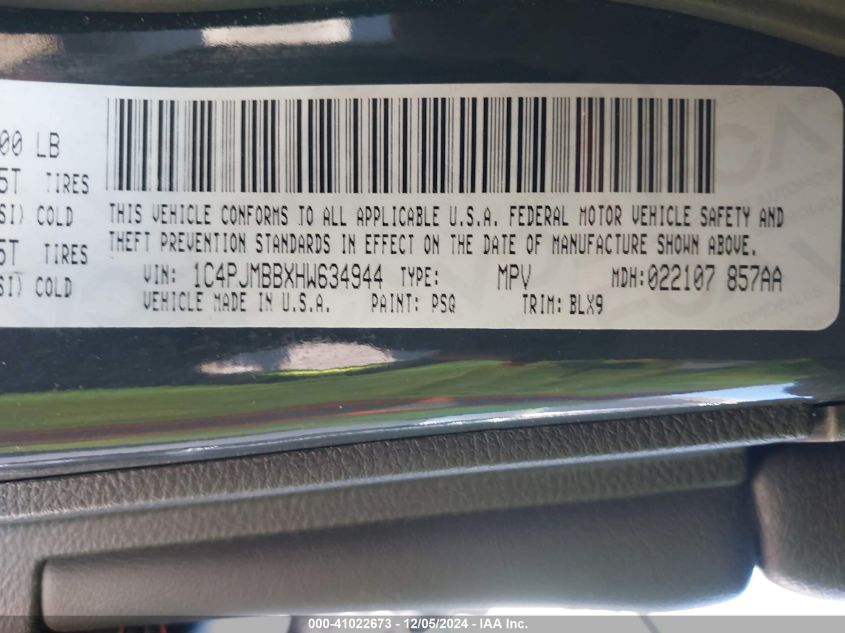 00 LB
5T TIRES
SI) COLD
5T TIRES
SI) COLD
THIS VEHICLE CONFORMS TO ALL APPLICABLE U.S.A. FEDERAL MOTOR VEHICLE SAFETY AND
THEFT PREVENTION STANDARDS IN EFFECT ON THE DATE OF MANUFACTURE SHOWN ABOVE.
VIN: 1C4PJMBBXHW634944 TYPE: MPV MDH:022107 857AA
VEHICLE MADE IN U.S.A. PAINT: PSQ TRIM: BLX9
000-41022673 - 12/05/2024 - IAA Inc.